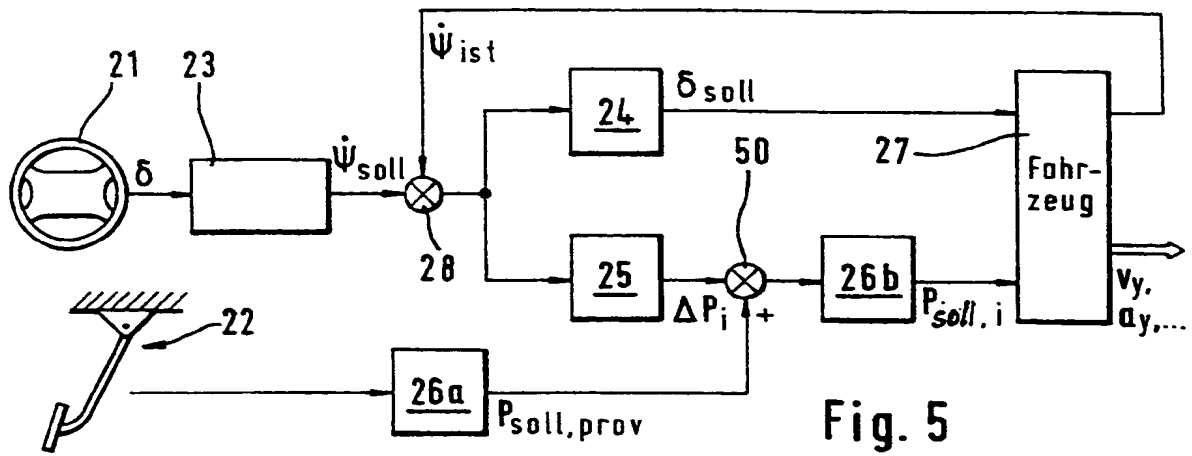 ψ̇ist
21
23
24
δsoll
50
27
δ
ψ̇soll
Fahr-
zeug
28
25
ΔPi
+
26b
Psoll, i
vy,
ay,...
22
26a
Psoll,prov
Fig. 5